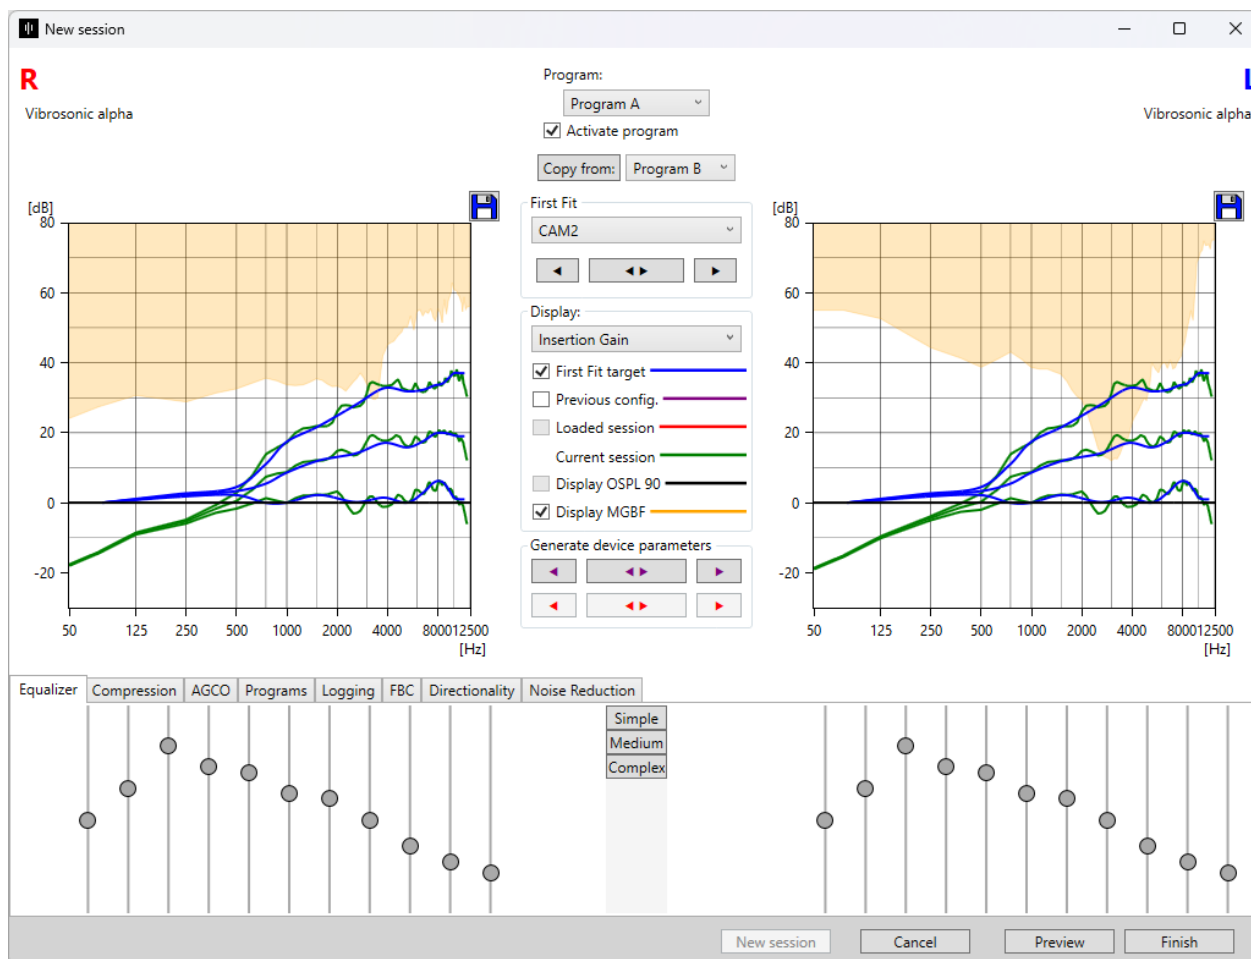 New session
R
L
Vibrosonic alpha
Vibrosonic alpha
Program:
Program A
Activate program
Copy from:
Program B
[dB]
80
60
40
20
0
-20
50
125
250
500
1000
2000
4000
8000
12500
[Hz]
First Fit
CAM2
Display:
Insertion Gain
First Fit target
Previous config.
Loaded session
Current session
Display OSPL 90
Display MGBF
Generate device parameters
[dB]
80
60
40
20
0
-20
50
125
250
500
1000
2000
4000
8000
12500
[Hz]
Equalizer
Compression
AGCO
Programs
Logging
FBC
Directionality
Noise Reduction
Simple
Medium
Complex
New session
Cancel
Preview
Finish